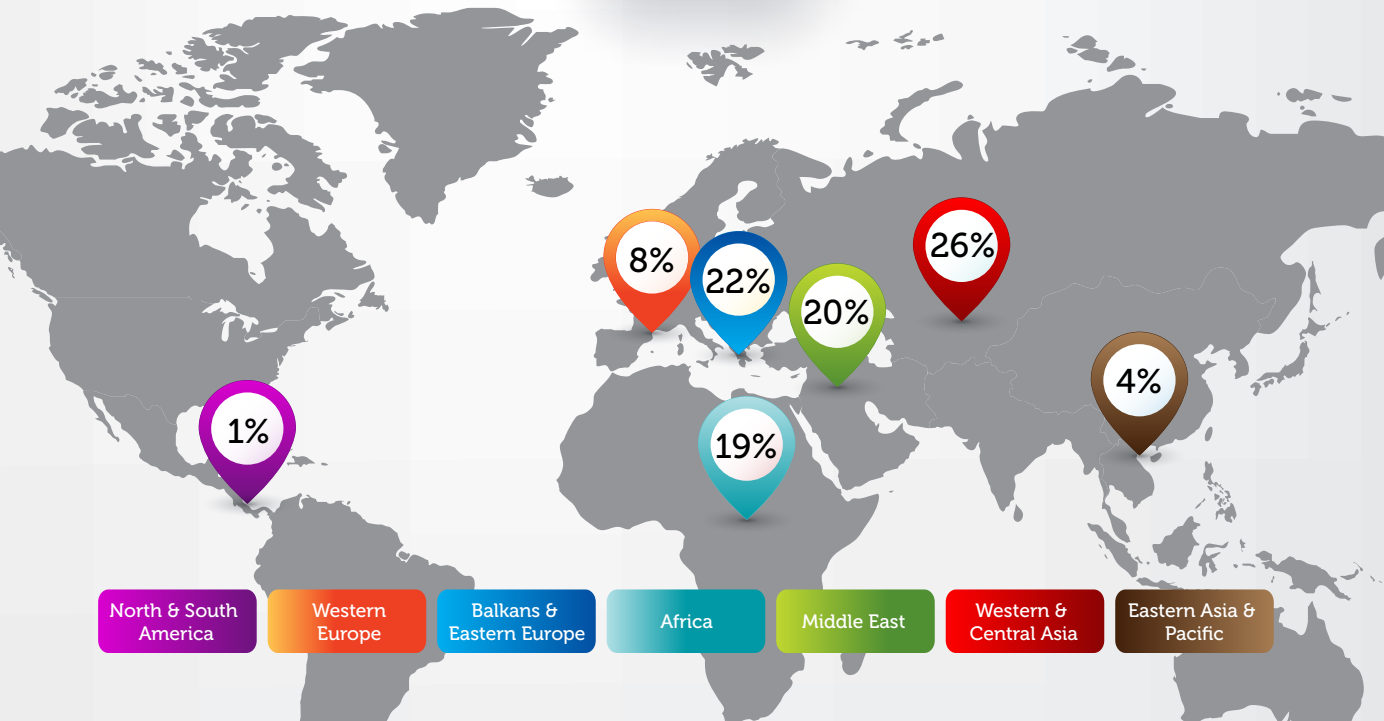 26%
8%
22%
20%
4%
1%
19%
North & South
America
Western
Europe
Balkans &
Eastern Europe
Africa
Middle East
Western &
Central Asia
Eastern Asia &
Pacific